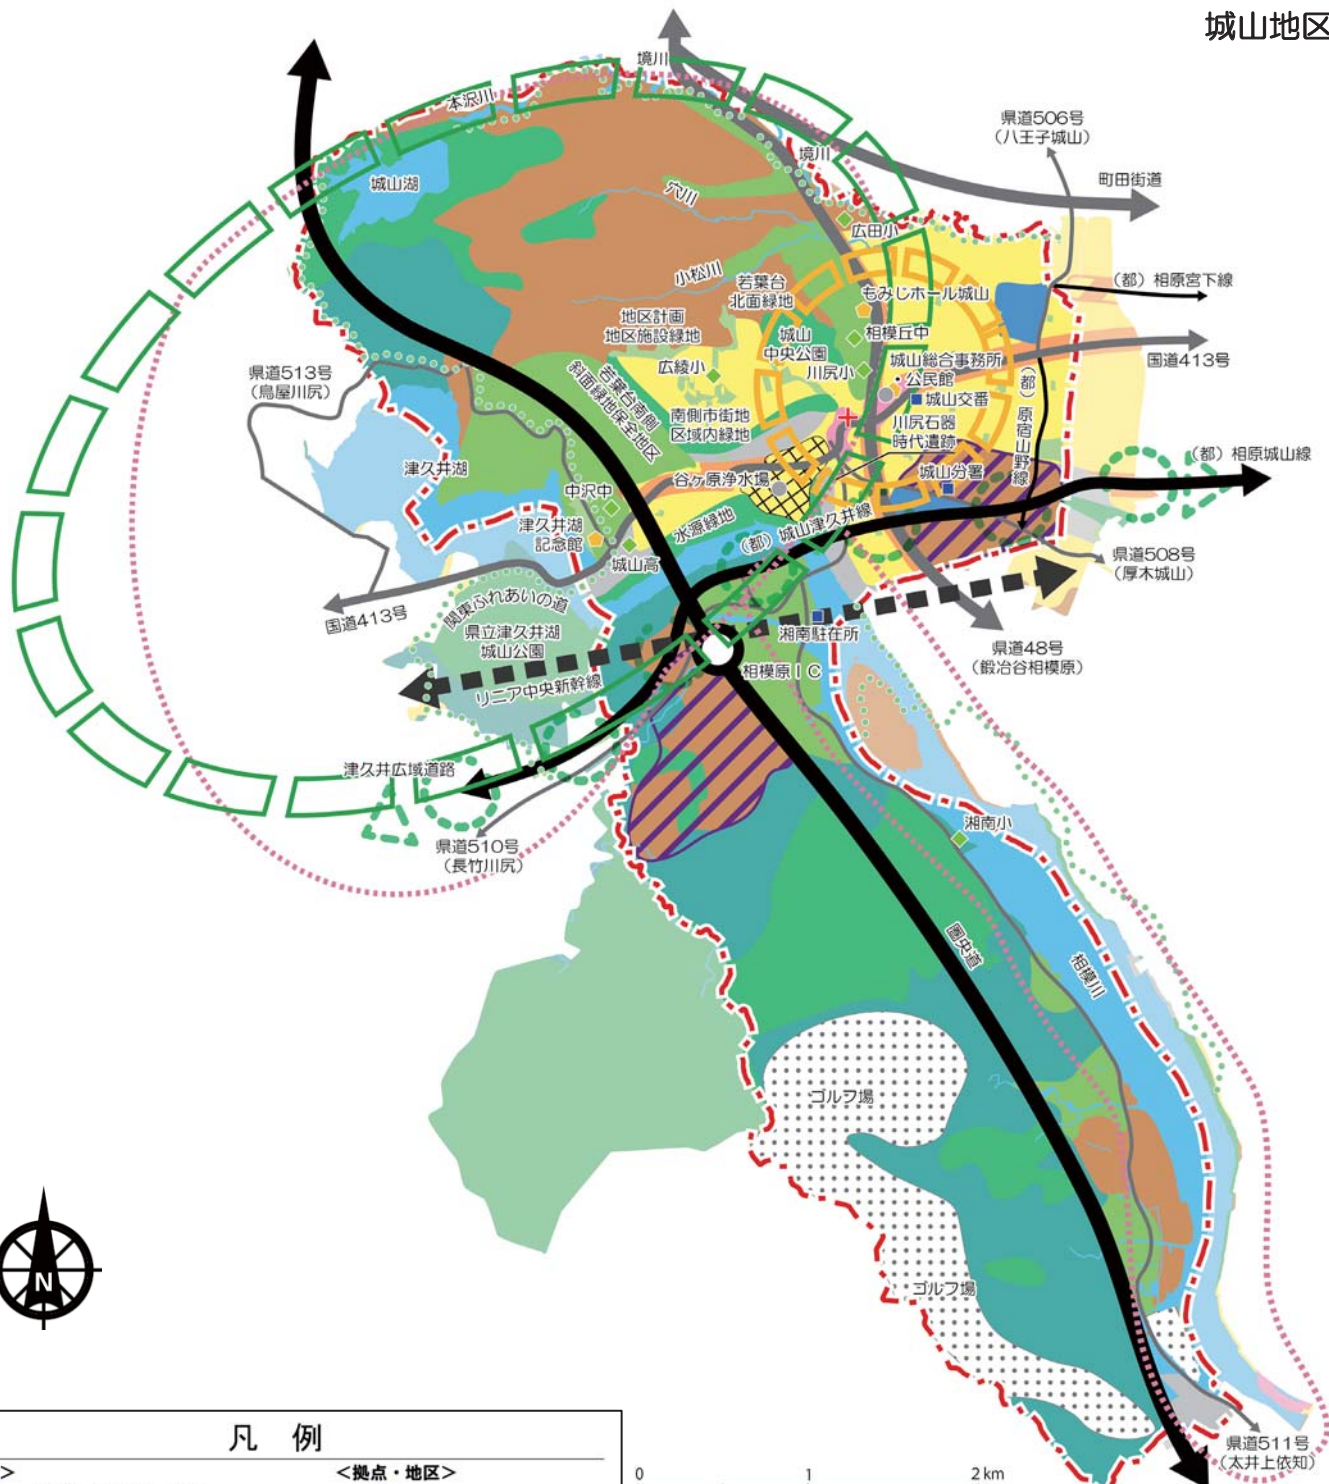 城山地区
境川
本沢川
県道506号
(八王子城山)
境川
町田街道
城山湖
穴川
広田小
小松川
若葉台
北面緑地
もみじホール城山
(都)相原宮下線
地区計画
地区施設緑地
城山
中央公園
相模丘中
国道413号
県道513号
(鳥屋川尻)
広綾小
川尻小
城山総合事務所
・公民館
若葉台南側
斜面緑地保全地区
城山交番
(都)原宿山野線
南側市街地
区域内緑地
川尻石器
時代遺跡
津久井湖
(都)相原城山線
谷ヶ原浄水場
城山分署
中沢中
水源緑地
津久井湖
記念館
(都)城山津久井線
城山高
県道508号
(厚木城山)
国道413号
関東ふれあいの道
県立津久井湖
城山公園
湘南駐在所
県道48号
(鍛冶谷相模原)
リニア中央新幹線
相模原IC
津久井広域道路
県道510号
(長竹川尻)
湘南小
圏央道
相模川
ゴルフ場
ゴルフ場
N
県道511号
(太井上依知)
凡 例
>
<拠点・地区>
0 1 2km